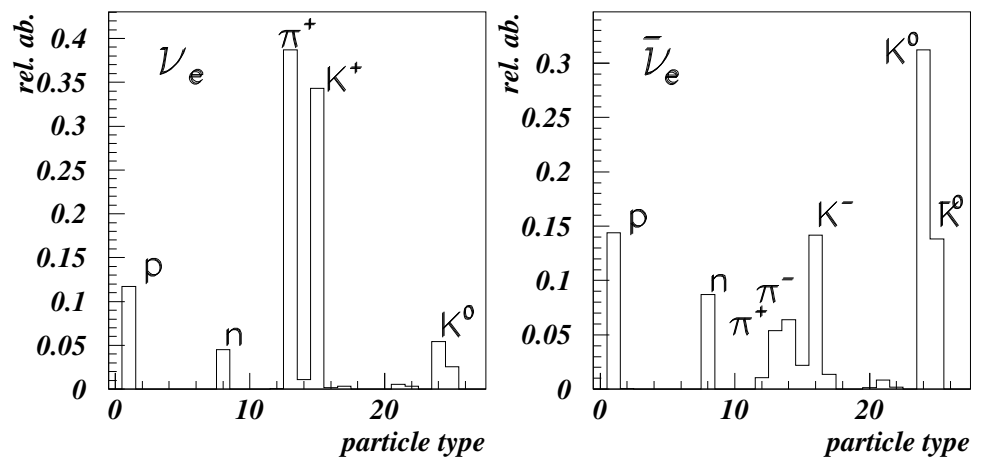 rel. ab.
0.4
0.35
0.3
0.25
0.2
0.15
0.1
0.05
0
ν_e
π⁺
K⁺
p
n
K⁰
0
10
20
particle type
rel. ab.
0.3
0.25
0.2
0.15
0.1
0.05
0
ν̄_e
K⁰
K̄⁰
p
K⁻
n
π⁻
π⁺
0
10
20
particle type